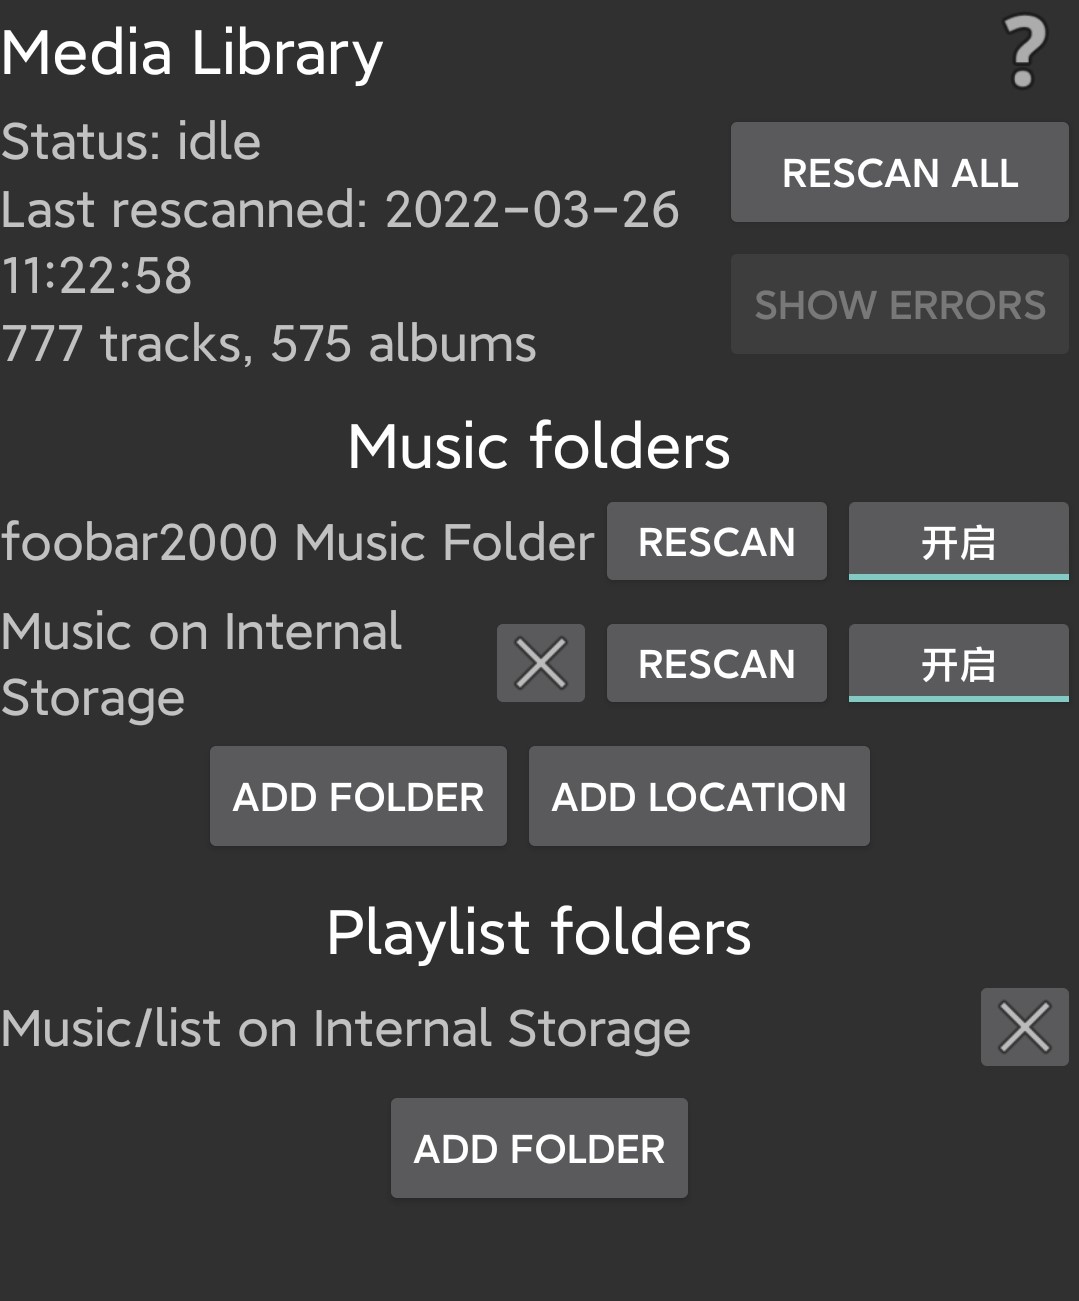 Media Library
?
Status: idle
RESCAN ALL
Last rescanned: 2022-03-26
11:22:58
SHOW ERRORS
777 tracks, 575 albums
Music folders
foobar2000 Music Folder RESCAN 开启
Music on Internal
Storage
RESCAN 开启
ADD FOLDER ADD LOCATION
Playlist folders
Music/list on Internal Storage
ADD FOLDER